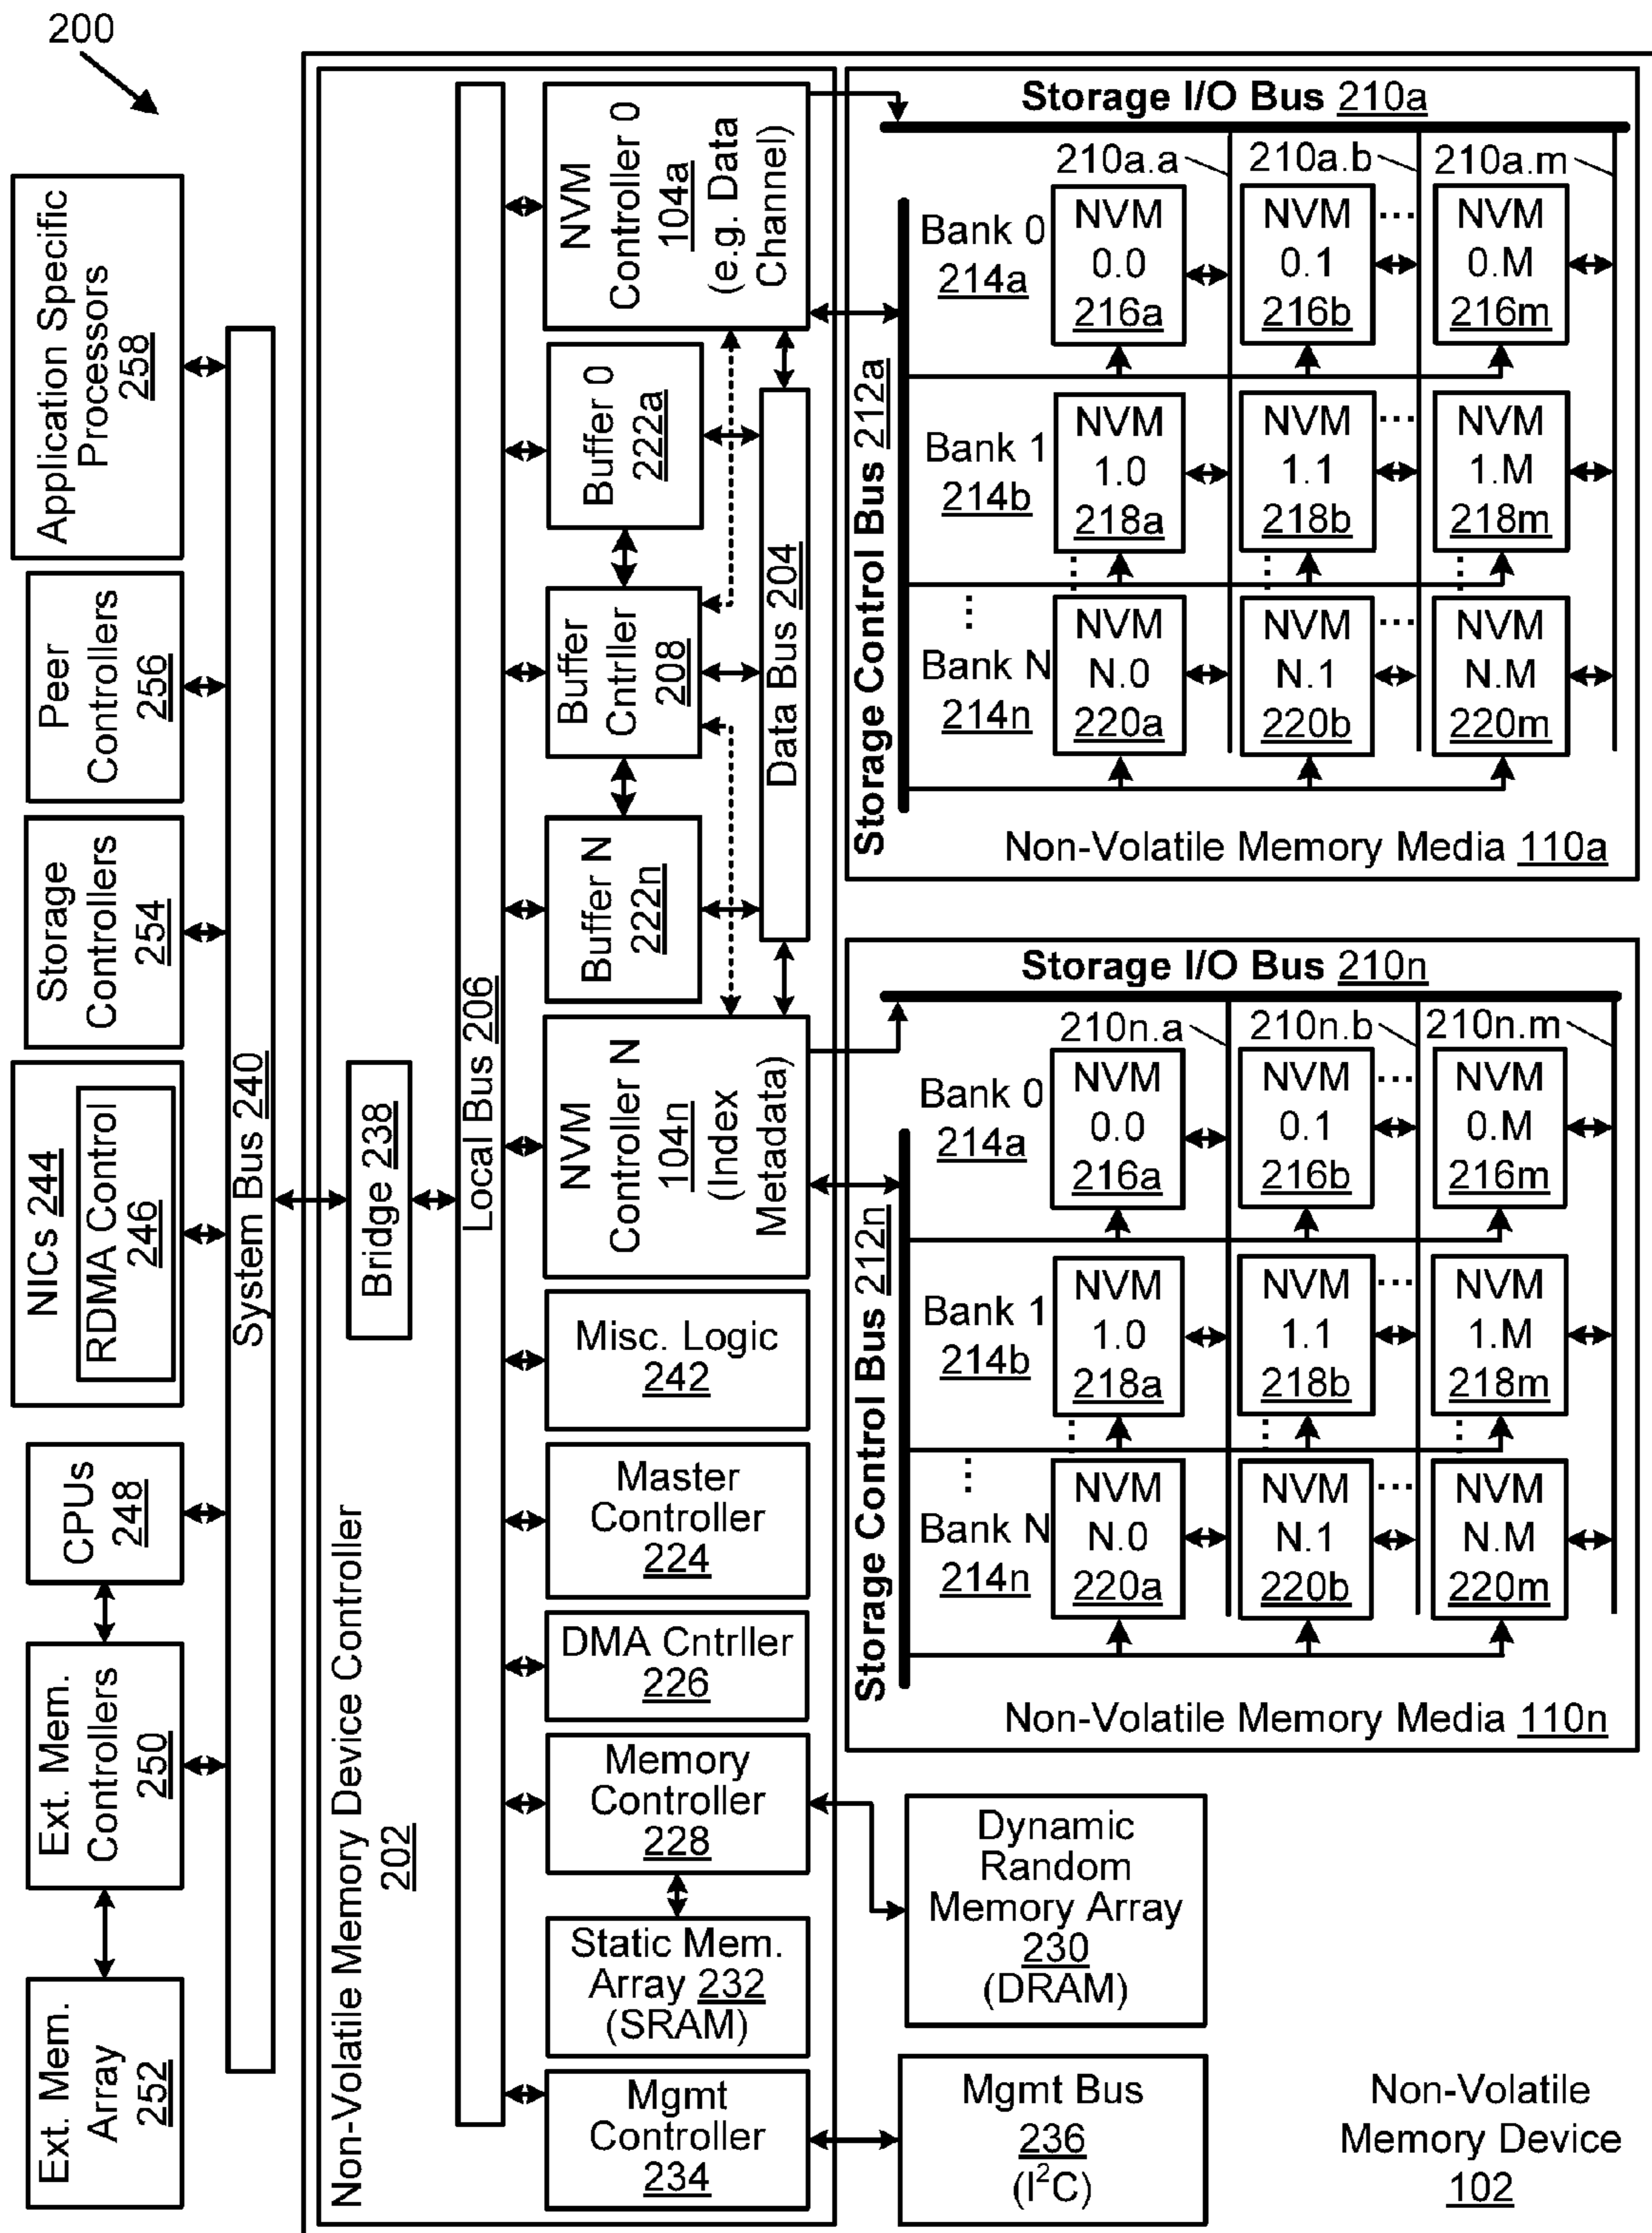 200
Application Specific
Processors
258
Peer
Controllers
256
Storage
Controllers
254
NICs 244
RDMA Control
246
CPUs
248
Ext. Mem.
Controllers
250
Ext. Mem.
Array
252
System Bus 240
Bridge 238
Non-Volatile Memory Device Controller
202
Local Bus 206
NVM
Controller 0
104a
(e.g. Data
Channel)
Buffer 0
222a
Buffer
Cntrller
208
Buffer N
222n
Data Bus 204
NVM
Controller N
104n
(Index
Metadata)
Misc. Logic
242
Master
Controller
224
DMA Cntrller
226
Memory
Controller
228
Static Mem.
Array 232
(SRAM)
Mgmt
Controller
234
Storage I/O Bus 210a
210a.a
210a.b
210a.m
Storage Control Bus 212a
Bank 0
214a
NVM
0.0
216a
NVM
0.1
216b
...
NVM
0.M
216m
Bank 1
214b
NVM
1.0
218a
NVM
1.1
218b
...
NVM
1.M
218m
...
Bank N
214n
NVM
N.0
220a
NVM
N.1
220b
...
NVM
N.M
220m
Non-Volatile Memory Media 110a
Storage I/O Bus 210n
210n.a
210n.b
210n.m
Storage Control Bus 212n
Bank 0
214a
NVM
0.0
216a
NVM
0.1
216b
...
NVM
0.M
216m
Bank 1
214b
NVM
1.0
218a
NVM
1.1
218b
...
NVM
1.M
218m
...
Bank N
214n
NVM
N.0
220a
NVM
N.1
220b
...
NVM
N.M
220m
Non-Volatile Memory Media 110n
Dynamic
Random
Memory Array
230
(DRAM)
Mgmt Bus
236
(I²C)
Non-Volatile
Memory Device
102